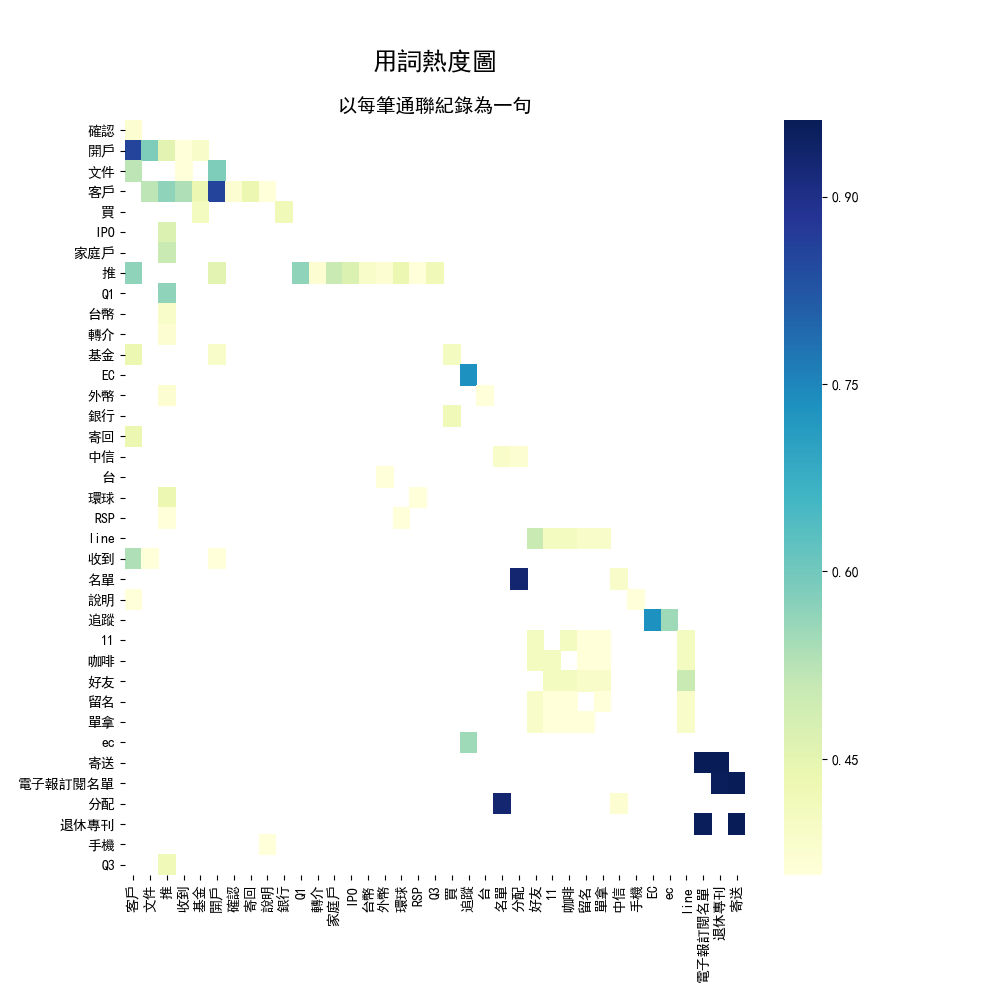 用詞熱度圖
以每筆通聯紀錄為一句
確認
開戶
文件
客戶
買
IPO
家庭戶
推
Q1
台幣
轉介
基金
EC
外幣
銀行
寄回
中信
台
環球
RSP
line
收到
名單
說明
追蹤
11
咖啡
好友
留名
單拿
ec
寄送
電子報訂閱名單
分配
退休專刊
手機
Q3
客戶
文件
推
收到
基金
開戶
確認
寄回
說明
銀行
Q1
轉介
家庭戶
IPO
台幣
外幣
環球
RSP
Q3
買
追蹤
台
名單
分配
好友
11
咖啡
留名
單拿
中信
手機
EC
ec
line
電子報訂閱名單
退休專刊
寄送
0.90
0.75
0.60
0.45